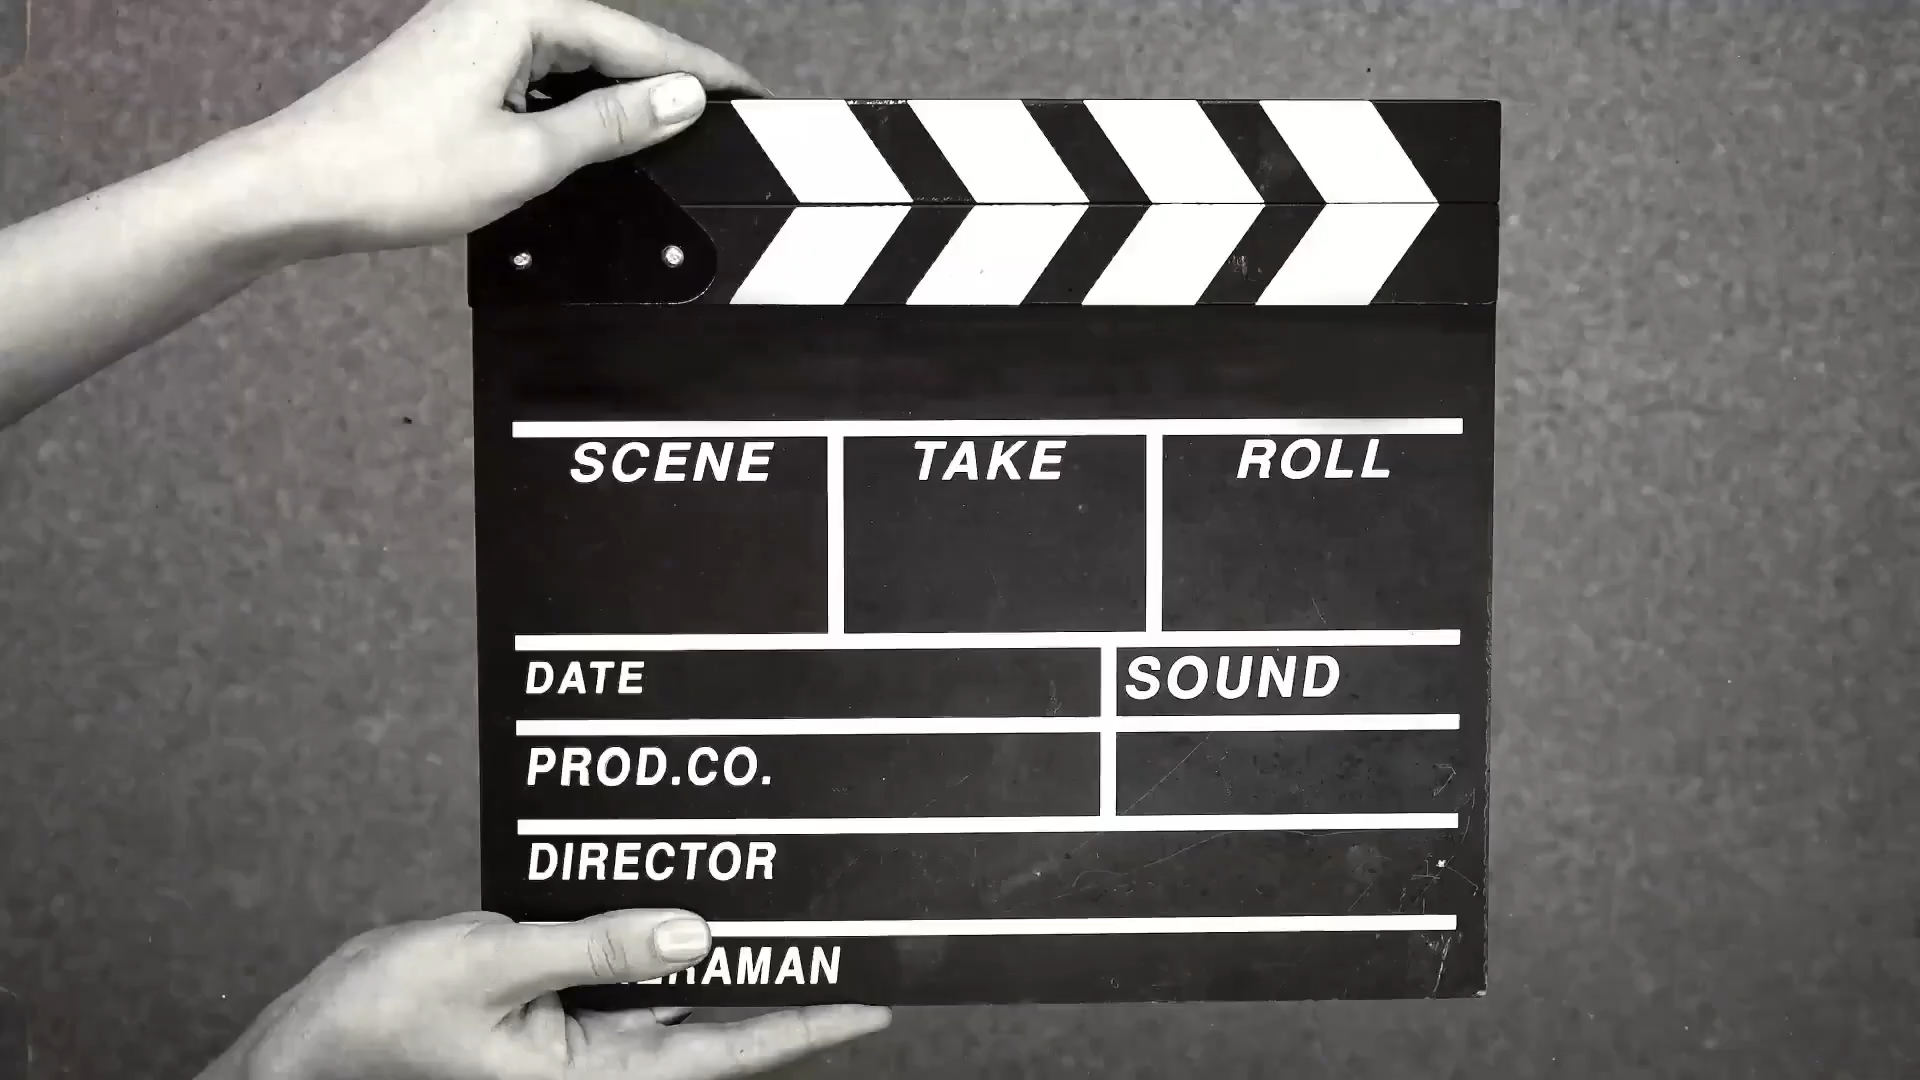 SCENE TAKE ROLL
DATE SOUND
PROD.CO.
DIRECTOR